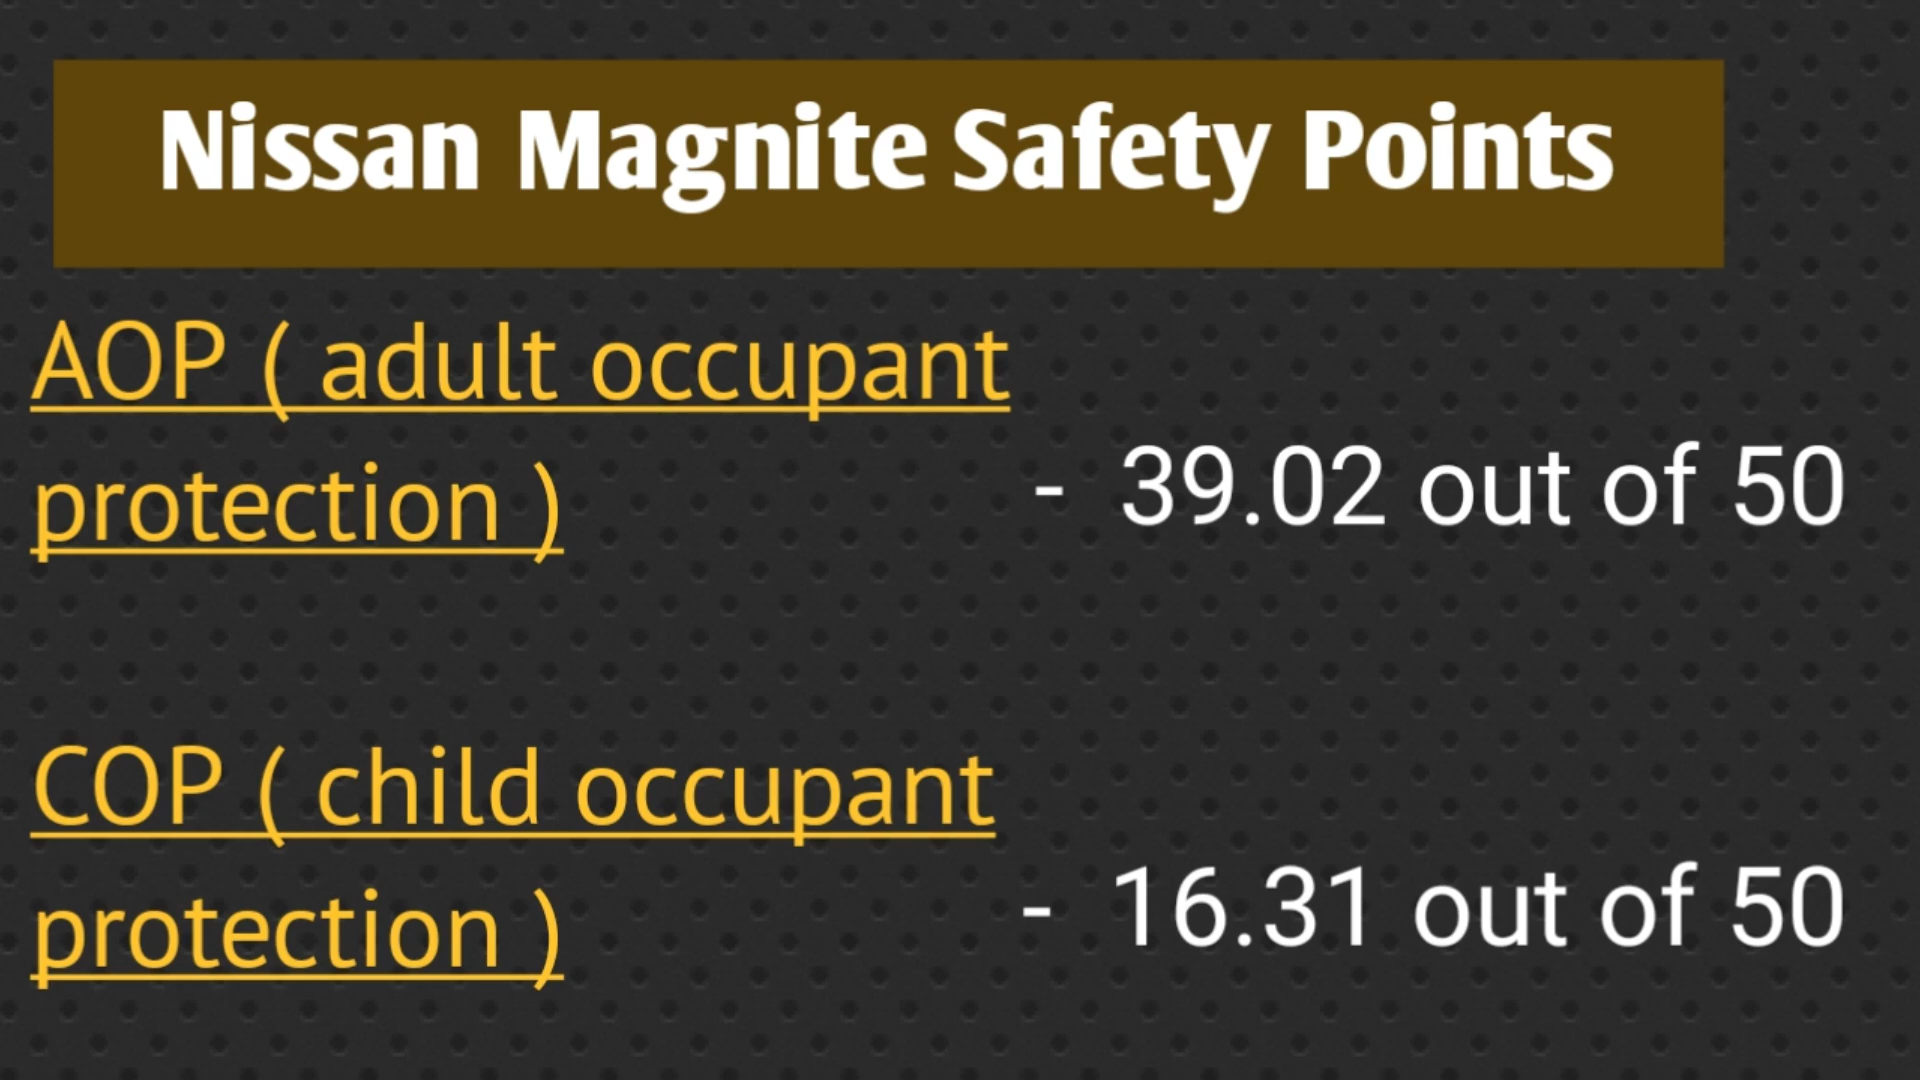 Nissan Magnite Safety Points
AOP ( adult occupant
protection )
- 39.02 out of 50
COP ( child occupant
protection )
- 16.31 out of 50